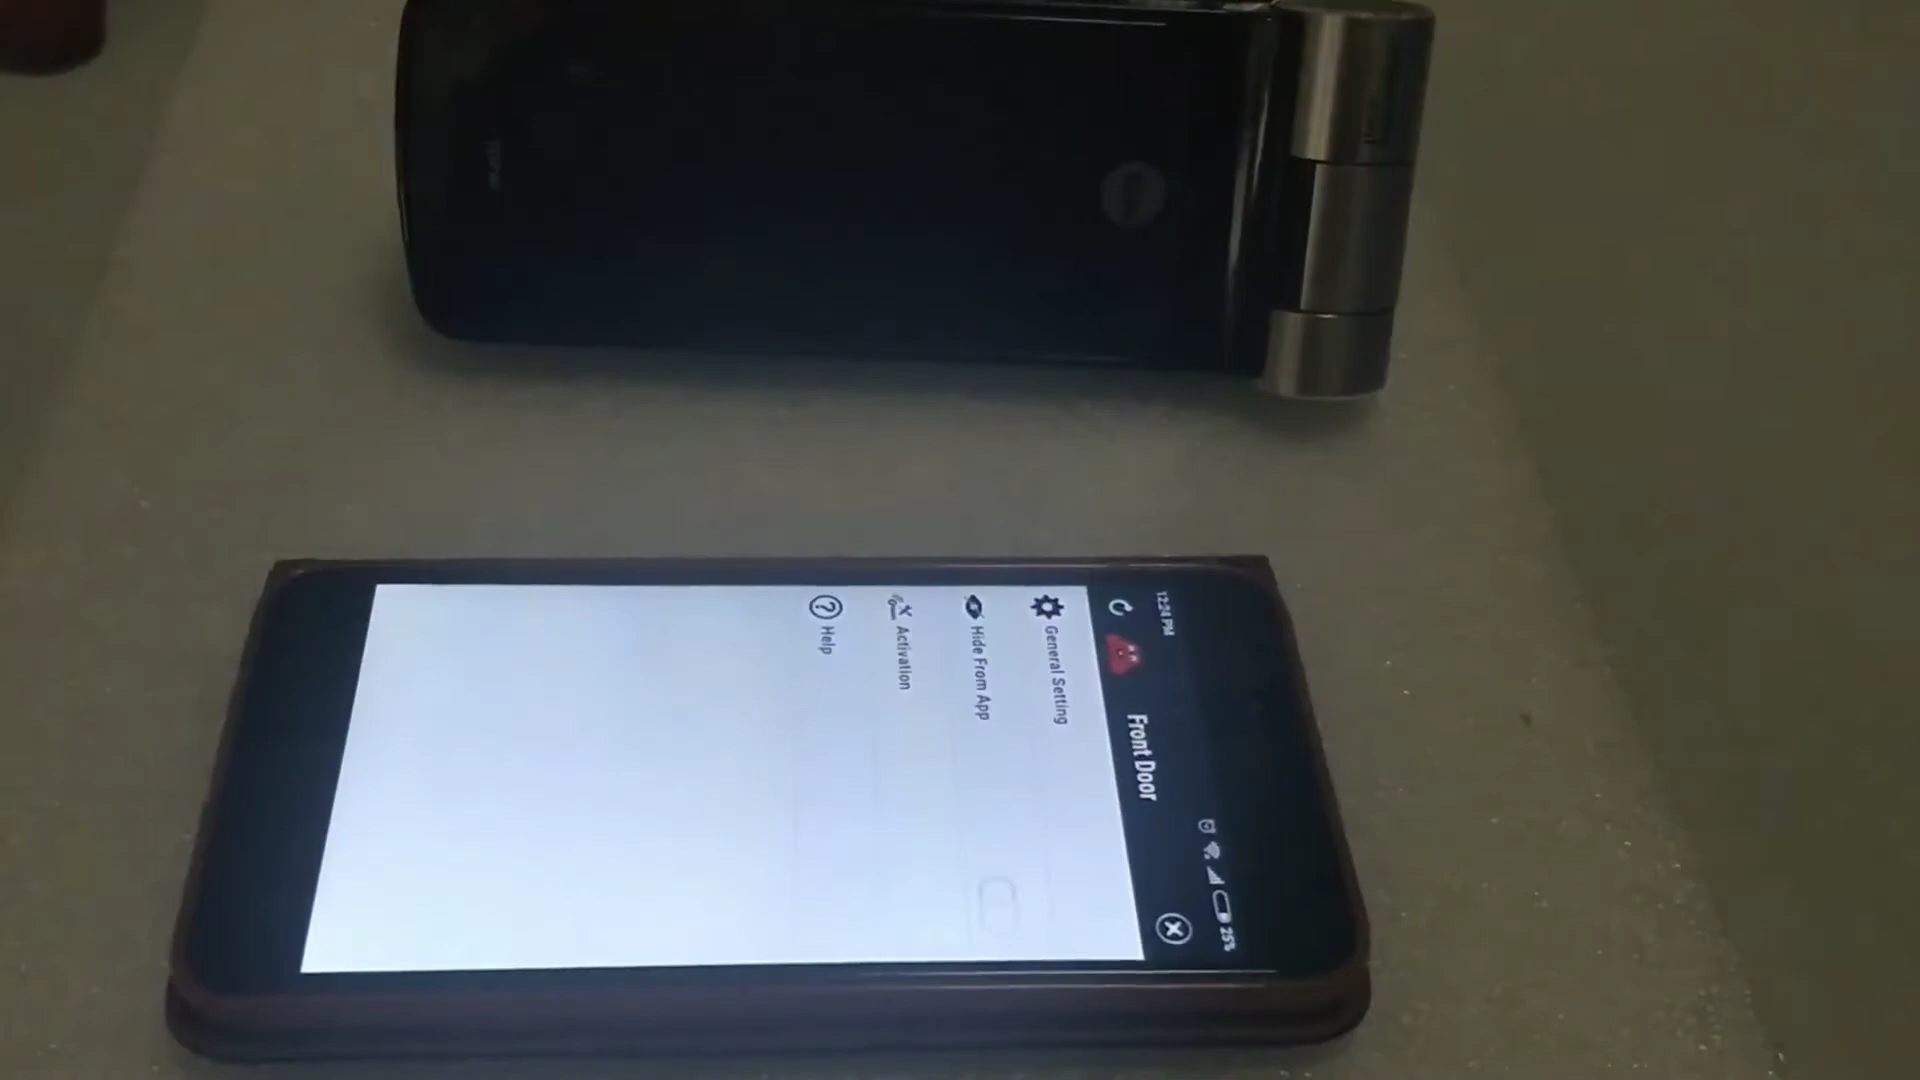 12:24 PM 25%
Front Door
General Setting
Hide From App
Activation
Help